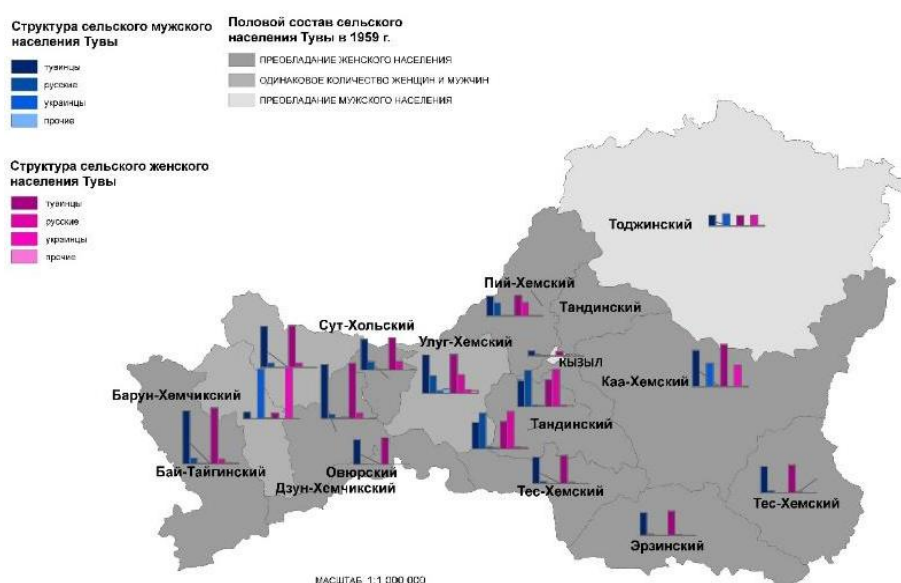 Структура сельского мужского
населения Тувы
тувинцы
русские
украинцы
прочие
Половой состав сельского
населения Тувы в 1959 г.
ПРЕОБЛАДАНИЕ ЖЕНСКОГО НАСЕЛЕНИЯ
ОДИНАКОВОЕ КОЛИЧЕСТВО ЖЕНЩИН И МУЖЧИН
ПРЕОБЛАДАНИЕ МУЖСКОГО НАСЕЛЕНИЯ
Структура сельского женского
населения Тувы
тувинцы
русские
украинцы
прочие
Тоджинский
Пий-Хемский
Тандинский
Сут-Хольский
Улуг-Хемский
КЫЗЫЛ
Каа-Хемский
Барун-Хемчикский
Тандинский
Бай-Тайгинский
Овюрский
Дзун-Хемчикский
Тес-Хемский
Тес-Хемский
Эрзинский
МАСШТАБ 1:1 000 000